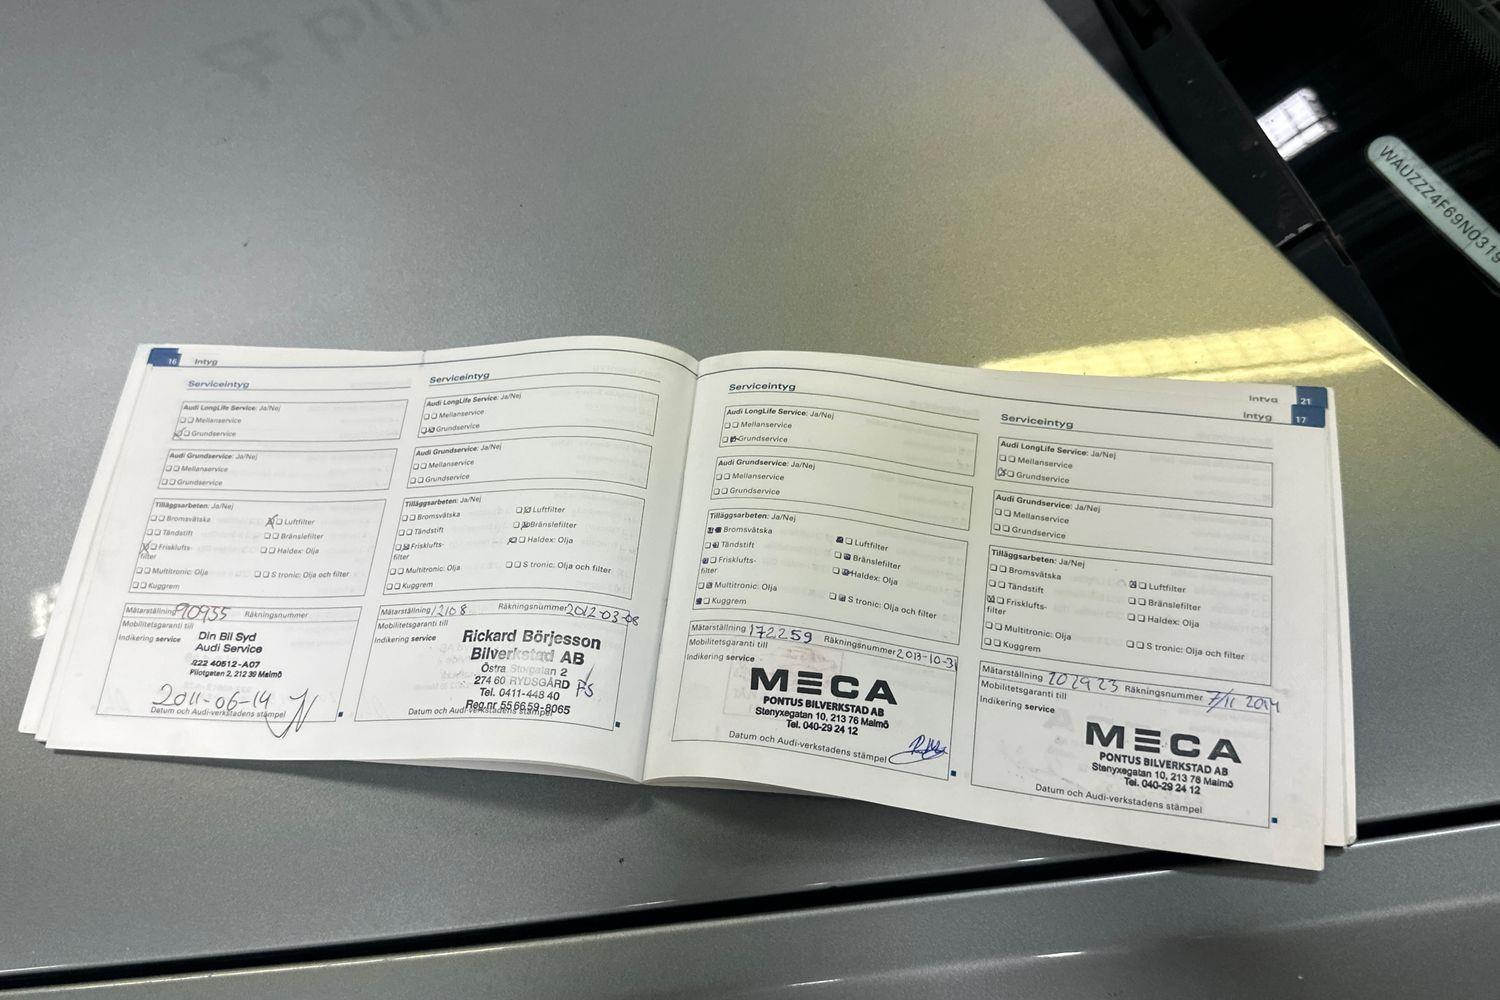 WAUZZZ4F69N0319
16 Intyg
Serviceintyg
Audi LongLife Service: Ja/Nej
Mellanservice
Grundservice
Audi Grundservice: Ja/Nej
Mellanservice
Grundservice
Tilläggsarbeten: Ja/Nej
Bromsvätska
Luftfilter
Tändstift
Bränslefilter
Friskluftsfilter
Haldex: Olja
Multitronic: Olja
S tronic: Olja och filter
Kuggrem
Mätarställning 90955 Räkningsnummer
Mobilitetsgaranti till
Indikering service
Din Bil Syd
Audi Service
Pilotgatan 2, 212 39 Malmö
2011-06-14
Datum och Audi-verkstadens stämpel
Serviceintyg
Audi LongLife Service: Ja/Nej
Mellanservice
Grundservice
Audi Grundservice: Ja/Nej
Mellanservice
Grundservice
Tilläggsarbeten: Ja/Nej
Bromsvätska
Luftfilter
Tändstift
Bränslefilter
Friskluftsfilter
Haldex: Olja
Multitronic: Olja
S tronic: Olja och filter
Kuggrem
Mätarställning 12108 Räkningsnummer 2012-03-08
Mobilitetsgaranti till
Indikering service
Rickard Börjesson
Bilverkstad AB
Östra Storgatan 2
274 60 RYDSGÅRD
Tel. 0411-448 40
Reg.nr 556659-8065
Datum och Audi-verkstadens stämpel
Serviceintyg
Audi LongLife Service: Ja/Nej
Mellanservice
Grundservice
Audi Grundservice: Ja/Nej
Mellanservice
Grundservice
Tilläggsarbeten: Ja/Nej
Bromsvätska
Luftfilter
Tändstift
Bränslefilter
Friskluftsfilter
Haldex: Olja
Multitronic: Olja
S tronic: Olja och filter
Kuggrem
Mätarställning 172259 Räkningsnummer 2013-10-31
Mobilitetsgaranti till
Indikering service
MECA
PONTUS BILVERKSTAD AB
Stenyxegatan 10, 213 76 Malmö
Tel. 040-29 24 12
Datum och Audi-verkstadens stämpel
21
Intyg 17
Serviceintyg
Audi LongLife Service: Ja/Nej
Mellanservice
Grundservice
Audi Grundservice: Ja/Nej
Mellanservice
Grundservice
Tilläggsarbeten: Ja/Nej
Bromsvätska
Luftfilter
Tändstift
Bränslefilter
Friskluftsfilter
Haldex: Olja
Multitronic: Olja
S tronic: Olja och filter
Kuggrem
Mätarställning 202923 Räkningsnummer 7/11 2014
Mobilitetsgaranti till
Indikering service
MECA
PONTUS BILVERKSTAD AB
Stenyxegatan 10, 213 76 Malmö
Tel. 040-29 24 12
Datum och Audi-verkstadens stämpel